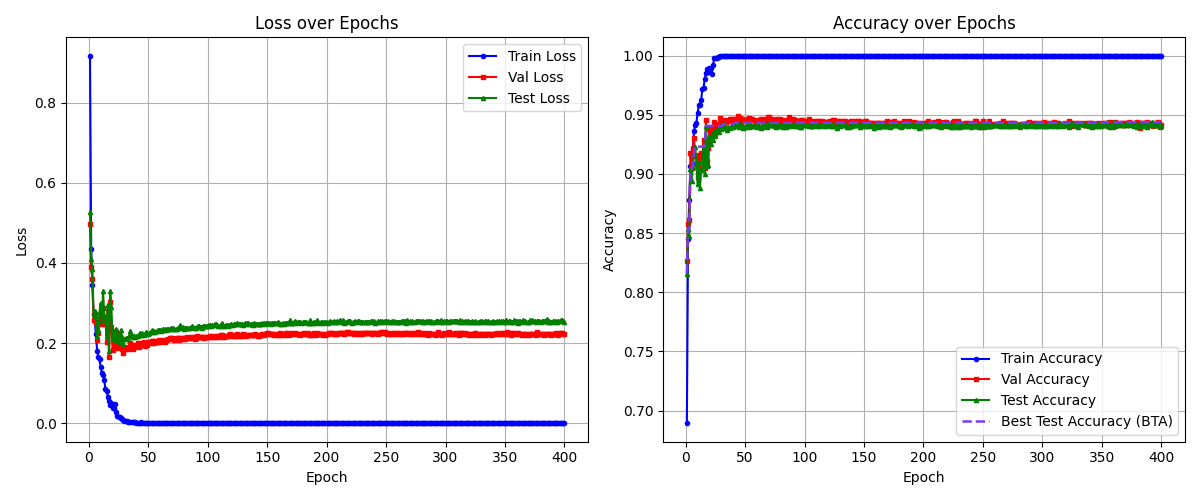 Loss over Epochs
Loss
0.8
0.6
0.4
0.2
0.0
0 50 100 150 200 250 300 350 400
Epoch
Train Loss
Val Loss
Test Loss
Accuracy over Epochs
Accuracy
1.00
0.95
0.90
0.85
0.80
0.75
0.70
0 50 100 150 200 250 300 350 400
Epoch
Train Accuracy
Val Accuracy
Test Accuracy
Best Test Accuracy (BTA)